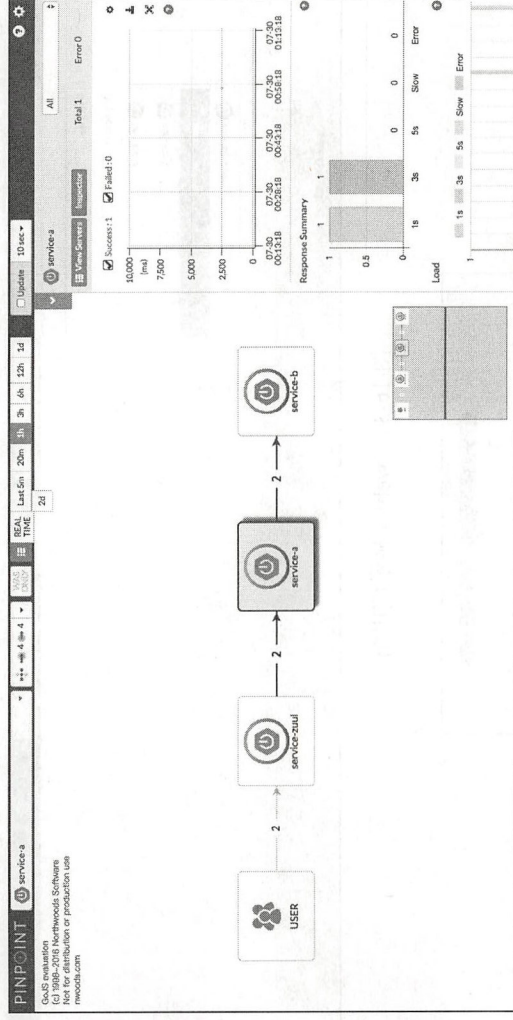 PINPOINT
service-a
4 4
WAS ONLY
REAL TIME
Last 5m 20m 1h 3h 6h 12h 1d
2d
Update 10 sec
GoJS evaluation
(c) 1998-2016 Northwoods Software
Not for distribution or production use
nwoods.com
USER
2
service-zuul
2
service-a
2
service-b
service-a
All
View Servers Inspector
Total 1 Error 0
Success : 1 Failed : 0
10,000
(ms)
7,500
5,000
2,500
0
07-30 00:13:18
07-30 00:28:18
07-30 00:43:18
07-30 00:58:18
07-30 01:13:18
Response Summary
1
0.5
0
1 1 0 0 0
1s 3s 5s Slow Error
Load
1s 3s 5s Slow Error
1